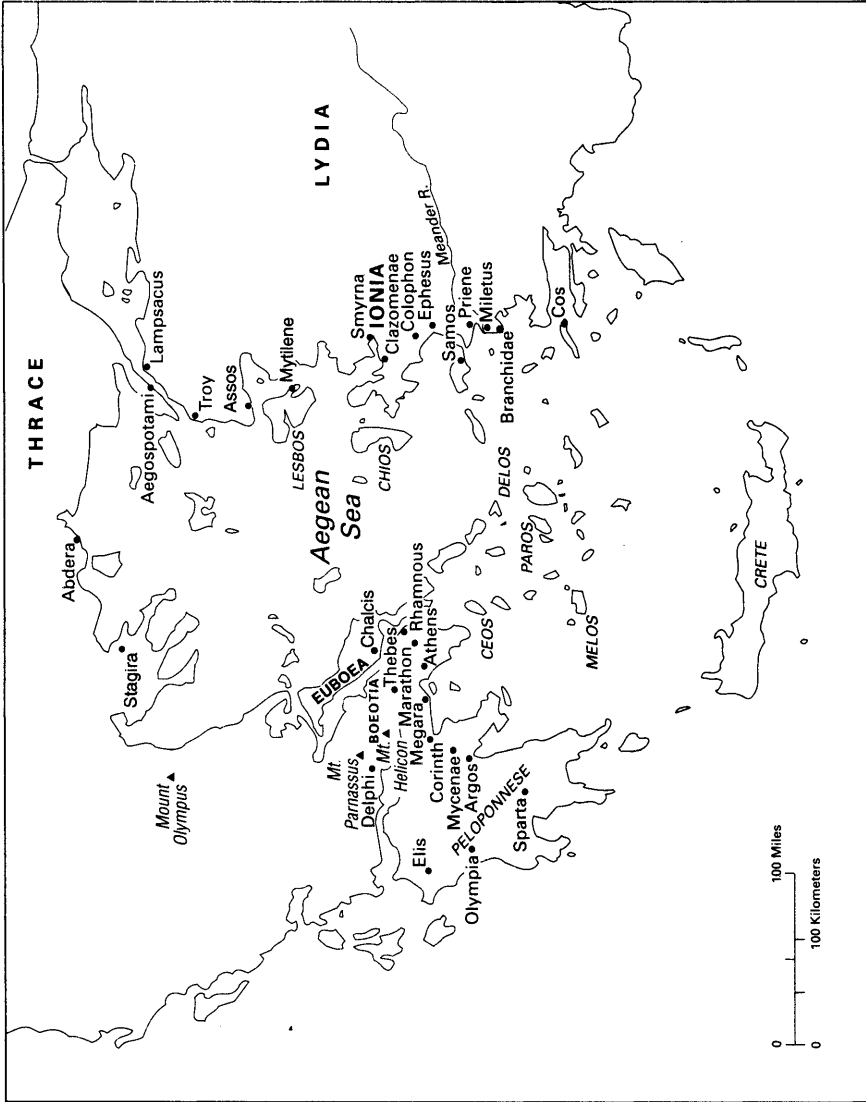 THRACE
LYDIA
Abdera
Stagira
Mount
Olympus
Aegospotami
Lampsacus
Troy
Assos
Mytilene
LESBOS
Aegean
Sea
CHIOS
Smyrna
IONIA
Clazomenae
Colophon
Ephesus
Meander R.
Samos
Priene
Miletus
Branchidae
Cos
EUBOEA
Chalcis
BOEOTIA
Mt.
Parnassus
Delphi
Mt.
Helicon
Thebes
Marathon
Rhamnous
Megara
Athens
Corinth
Mycenae
Argos
Elis
PELOPONNESE
Olympia
Sparta
DELOS
PAROS
CEOS
MELOS
CRETE
100 Miles
0
100 Kilometers
0